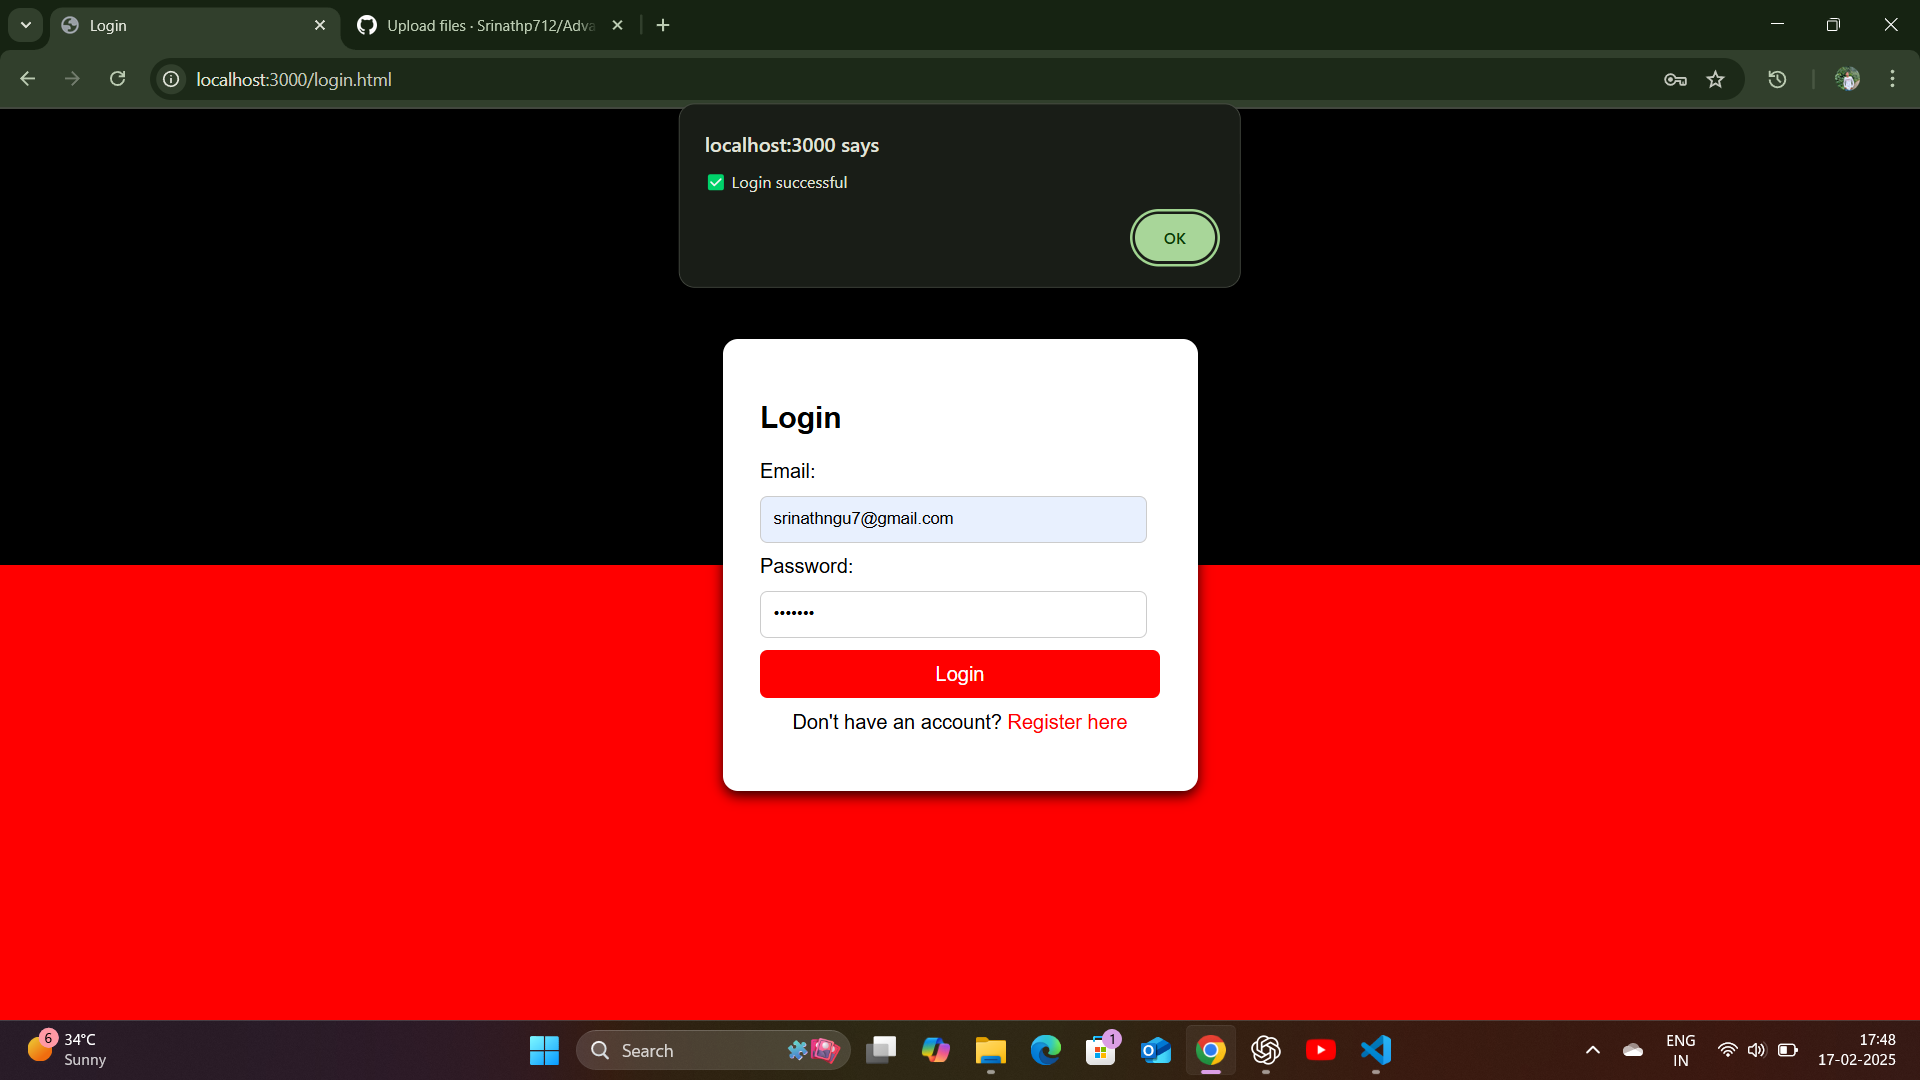 Login
Upload files · Srinathp712/Adva
localhost:3000/login.html
localhost:3000 says
✅ Login successful
OK
Login
Email:
srinathngu7@gmail.com
Password:
•••••••
Login
Don't have an account? Register here
6
34°C
Sunny
Search
1
ENG
IN
17:48
17-02-2025